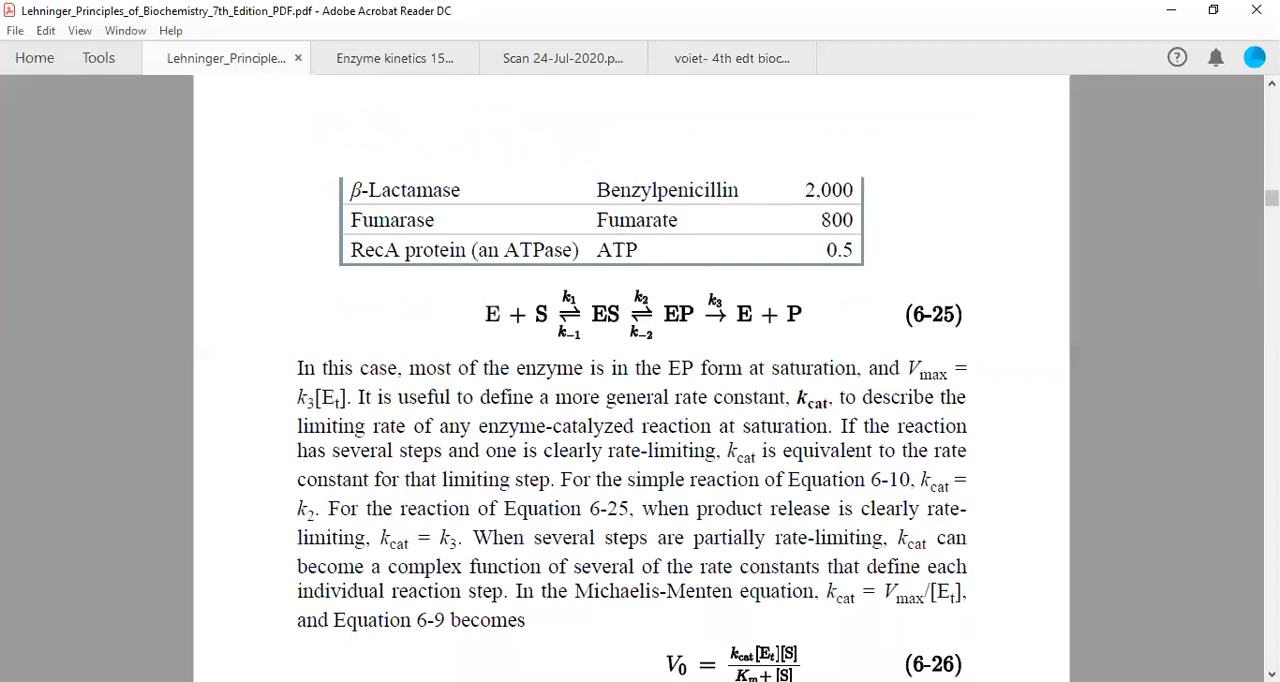 Lehninger_Principles_of_Biochemistry_7th_Edition_PDF.pdf - Adobe Acrobat Reader DC
File Edit View Window Help
Home Tools Lehninger_Principle... × Enzyme kinetics 15... Scan 24-Jul-2020.p... voiet- 4th edt bioc...
β-Lactamase Benzylpenicillin 2,000
Fumarase Fumarate 800
RecA protein (an ATPase) ATP 0.5
E + S ⇌ ES ⇌ EP → E + P (6-25)
k₁ k₂ k₃
k₋₁ k₋₂
In this case, most of the enzyme is in the EP form at saturation, and Vmax =
k₃[Et]. It is useful to define a more general rate constant, kcat, to describe the
limiting rate of any enzyme-catalyzed reaction at saturation. If the reaction
has several steps and one is clearly rate-limiting, kcat is equivalent to the rate
constant for that limiting step. For the simple reaction of Equation 6-10, kcat =
k₂. For the reaction of Equation 6-25, when product release is clearly rate-
limiting, kcat = k₃. When several steps are partially rate-limiting, kcat can
become a complex function of several of the rate constants that define each
individual reaction step. In the Michaelis-Menten equation, kcat = Vmax/[Et],
and Equation 6-9 becomes
V₀ = kcat[Et][S] / Km + [S] (6-26)